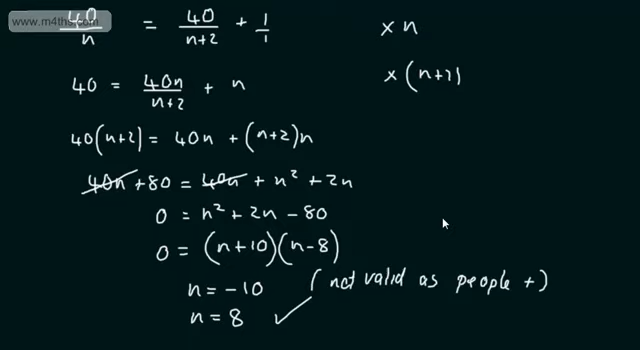 www.m4ths.com
40/n = 40/(n+2) + 1/1 × n
40 = 40n/(n+2) + n × (n+2)
40(n+2) = 40n + (n+2)n
40n + 80 = 40n + n² + 2n
0 = n² + 2n - 80
0 = (n+10)(n-8)
n = -10 (not valid as people +)
n = 8 ✓